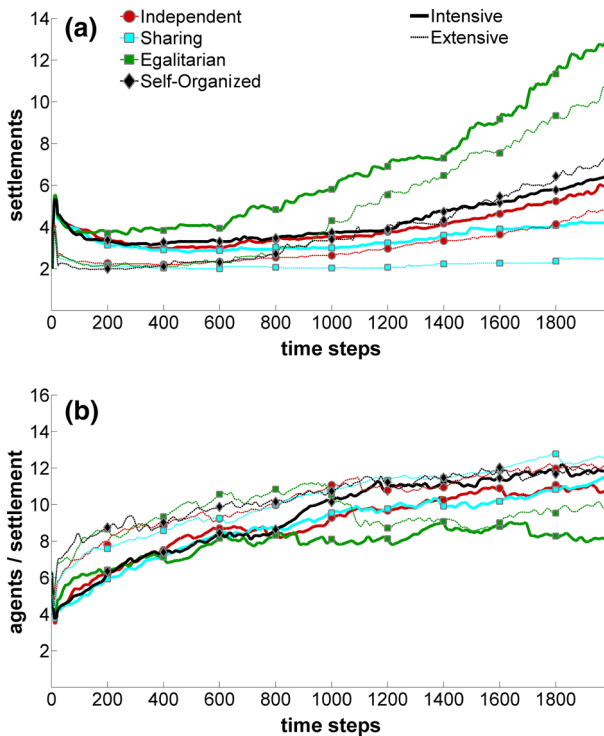 (a)
Independent
Sharing
Egalitarian
Self-Organized
Intensive
Extensive
settlements
14
12
10
8
6
4
2
0 200 400 600 800 1000 1200 1400 1600 1800
time steps
(b)
agents / settlement
16
14
12
10
8
6
4
2
0 200 400 600 800 1000 1200 1400 1600 1800
time steps